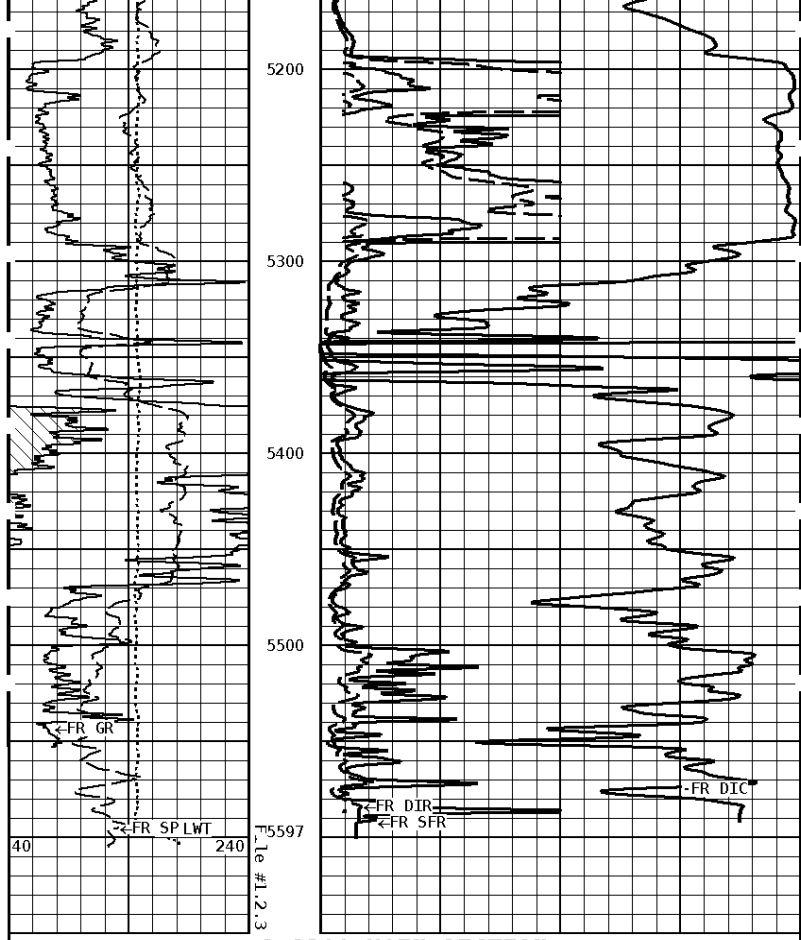 5200
5300
5400
5500
←FR GR
-FR DIC
←FR DIR
←FR SFR
←FR SP LWT
5597
40
240
File #1.2.3